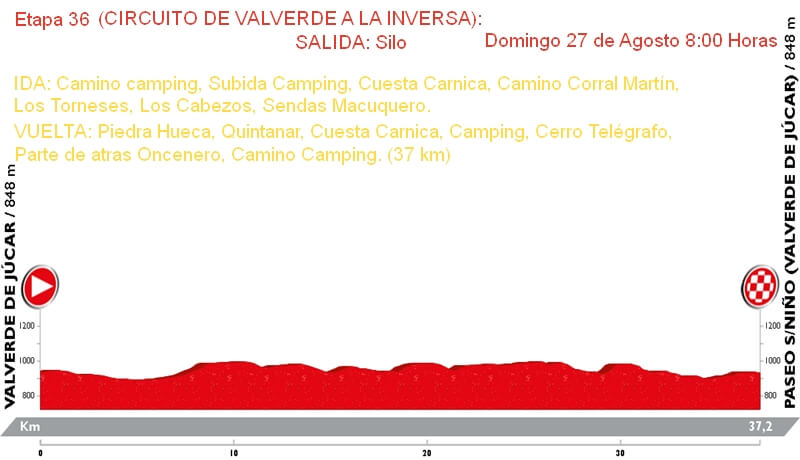 Etapa 36 (CIRCUITO DE VALVERDE A LA INVERSA):
SALIDA: Silo
Domingo 27 de Agosto 8:00 Horas
IDA: Camino camping, Subida Camping, Cuesta Carnica, Camino Corral Martin,
Los Torneses, Los Cabezos, Sendas Macuquero.
VUELTA: Piedra Hueca, Quintanar, Cuesta Carnica, Camping, Cerro Telégrafo,
Parte de atras Oncenero, Camino Camping. (37 km)
VALVERDE DE JÚCAR / 848 m
PASEO S/NIÑO (VALVERDE DE JÚCAR) / 848 m
1200
1000
800
1200
1000
800
Km
37,2
0
10
20
30